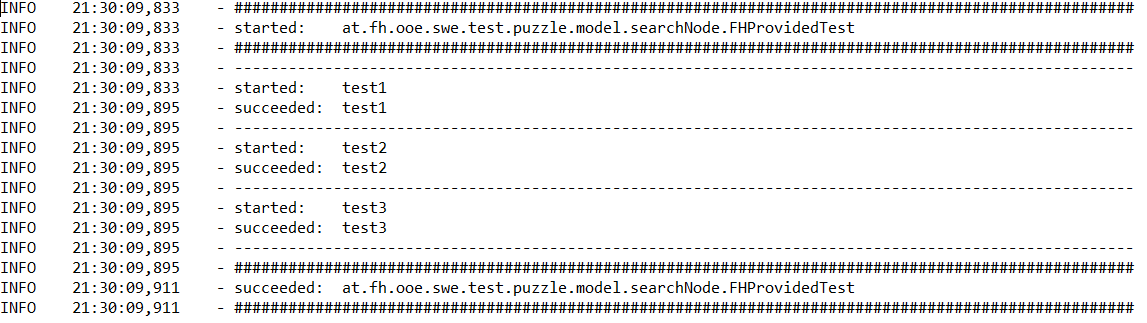 INFO 21:30:09,833 - ####################################################################################################
INFO 21:30:09,833 - started: at.fh.ooe.swe.test.puzzle.model.searchNode.FHProvidedTest
INFO 21:30:09,833 - ####################################################################################################
INFO 21:30:09,833 - ----------------------------------------------------------------------------------------------------
INFO 21:30:09,833 - started: test1
INFO 21:30:09,895 - succeeded: test1
INFO 21:30:09,895 - ----------------------------------------------------------------------------------------------------
INFO 21:30:09,895 - started: test2
INFO 21:30:09,895 - succeeded: test2
INFO 21:30:09,895 - ----------------------------------------------------------------------------------------------------
INFO 21:30:09,895 - started: test3
INFO 21:30:09,895 - succeeded: test3
INFO 21:30:09,895 - ----------------------------------------------------------------------------------------------------
INFO 21:30:09,895 - ####################################################################################################
INFO 21:30:09,911 - succeeded: at.fh.ooe.swe.test.puzzle.model.searchNode.FHProvidedTest
INFO 21:30:09,911 - ####################################################################################################